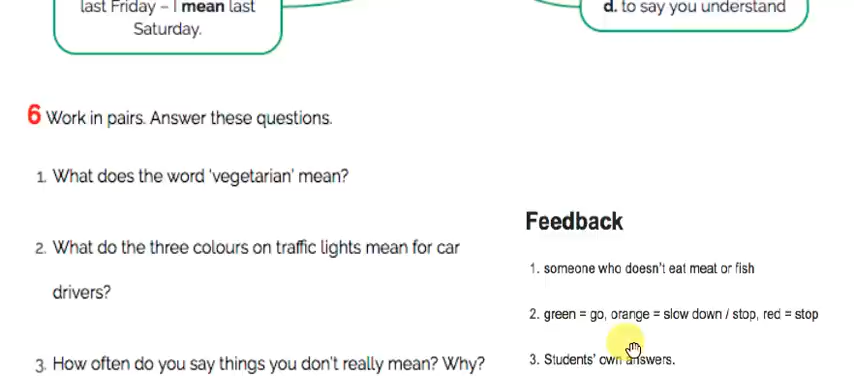 last Friday – I mean last
Saturday.
d. to say you understand
6 Work in pairs. Answer these questions.
1. What does the word 'vegetarian' mean?
2. What do the three colours on traffic lights mean for car
drivers?
3. How often do you say things you don't really mean? Why?
Feedback
1. someone who doesn't eat meat or fish
2. green = go, orange = slow down / stop, red = stop
3. Students' own answers.